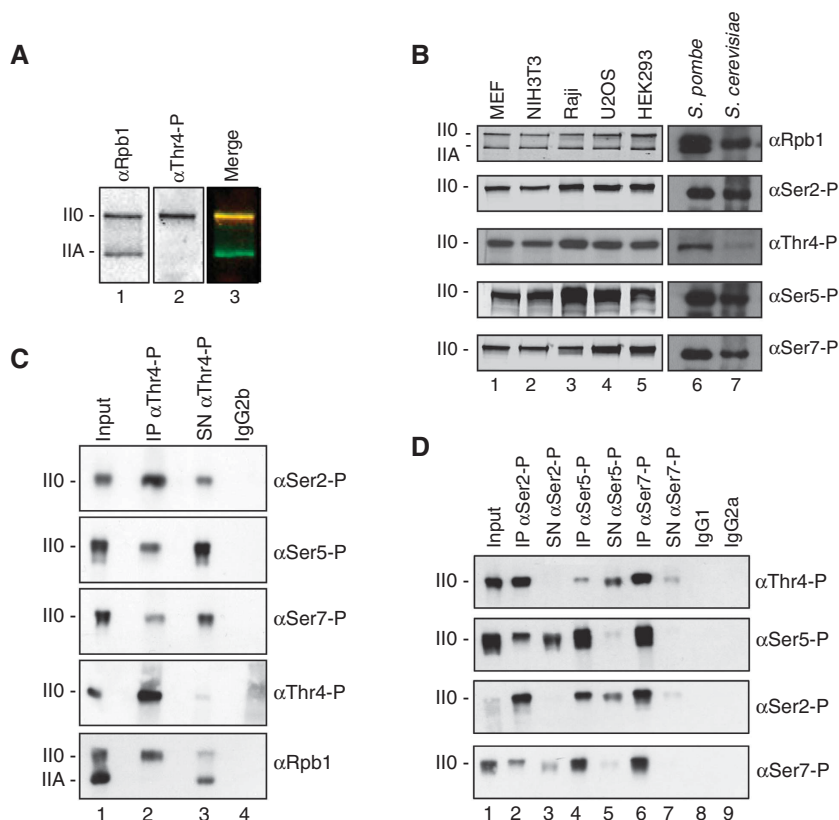 A
αRpb1
αThr4-P
Merge
II0 -
IIA -
1 2 3
B
MEF
NIH3T3
Raji
U2OS
HEK293
S. pombe
S. cerevisiae
II0 -
IIA -
αRpb1
II0 -
αSer2-P
II0 -
αThr4-P
II0 -
αSer5-P
II0 -
αSer7-P
1 2 3 4 5 6 7
C
Input
IP αThr4-P
SN αThr4-P
IgG2b
II0 -
αSer2-P
II0 -
αSer5-P
II0 -
αSer7-P
II0 -
αThr4-P
II0 -
IIA -
αRpb1
1 2 3 4
D
Input
IP αSer2-P
SN αSer2-P
IP αSer5-P
SN αSer5-P
IP αSer7-P
SN αSer7-P
IgG1
IgG2a
II0 -
αThr4-P
II0 -
αSer5-P
II0 -
αSer2-P
II0 -
αSer7-P
1 2 3 4 5 6 7 8 9